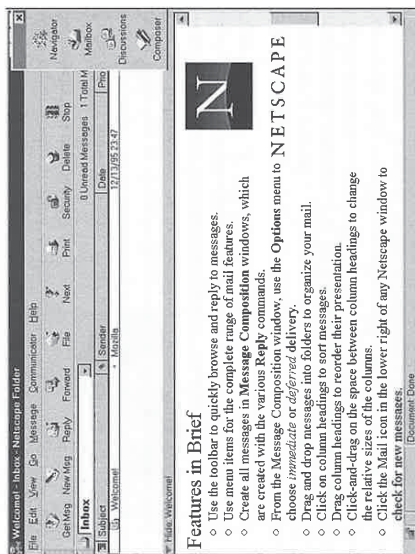 Welcome! - Inbox - Netscape Folder
File Edit View Go Message Communicator Help
Get Msg New Msg Reply Forward File Next Print Security Delete Stop
Inbox 0 Unread Messages 1 Total M
Subject Sender Date Prio
Welcome! Mozilla 12/13/95 23:47
Navigator
Mailbox
Discussions
Composer
Hide: Welcome!
Features in Brief
N
NETSCAPE
○ Use the toolbar to quickly browse and reply to messages.
○ Use menu items for the complete range of mail features.
○ Create all messages in Message Composition windows, which
are created with the various Reply commands.
○ From the Message Composition window, use the Options menu to
choose immediate or deferred delivery.
○ Drag and drop messages into folders to organize your mail.
○ Click on column headings to sort messages.
○ Drag column headings to reorder their presentation.
○ Click-and-drag on the space between column headings to change
the relative sizes of the columns.
○ Click the Mail icon in the lower right of any Netscape window to
check for new messages.
Document: Done